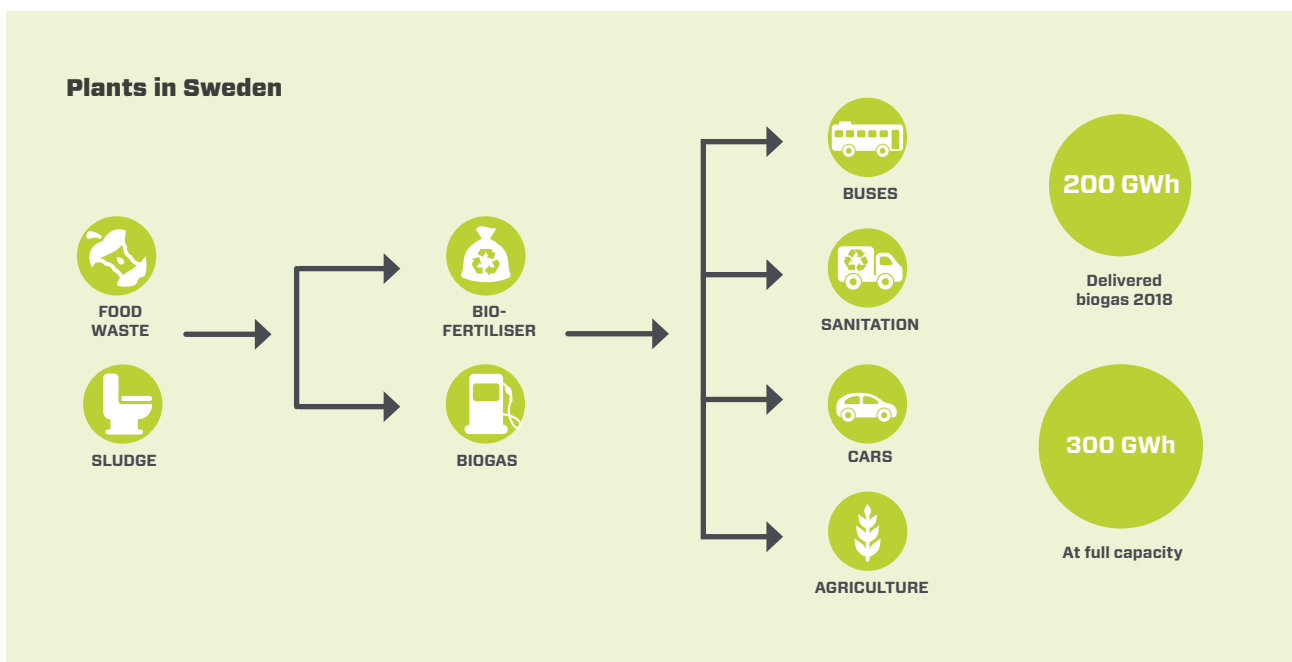 Plants in Sweden
FOOD
WASTE
SLUDGE
BIO-
FERTILISER
BIOGAS
BUSES
SANITATION
CARS
AGRICULTURE
200 GWh
Delivered
biogas 2018
300 GWh
At full capacity